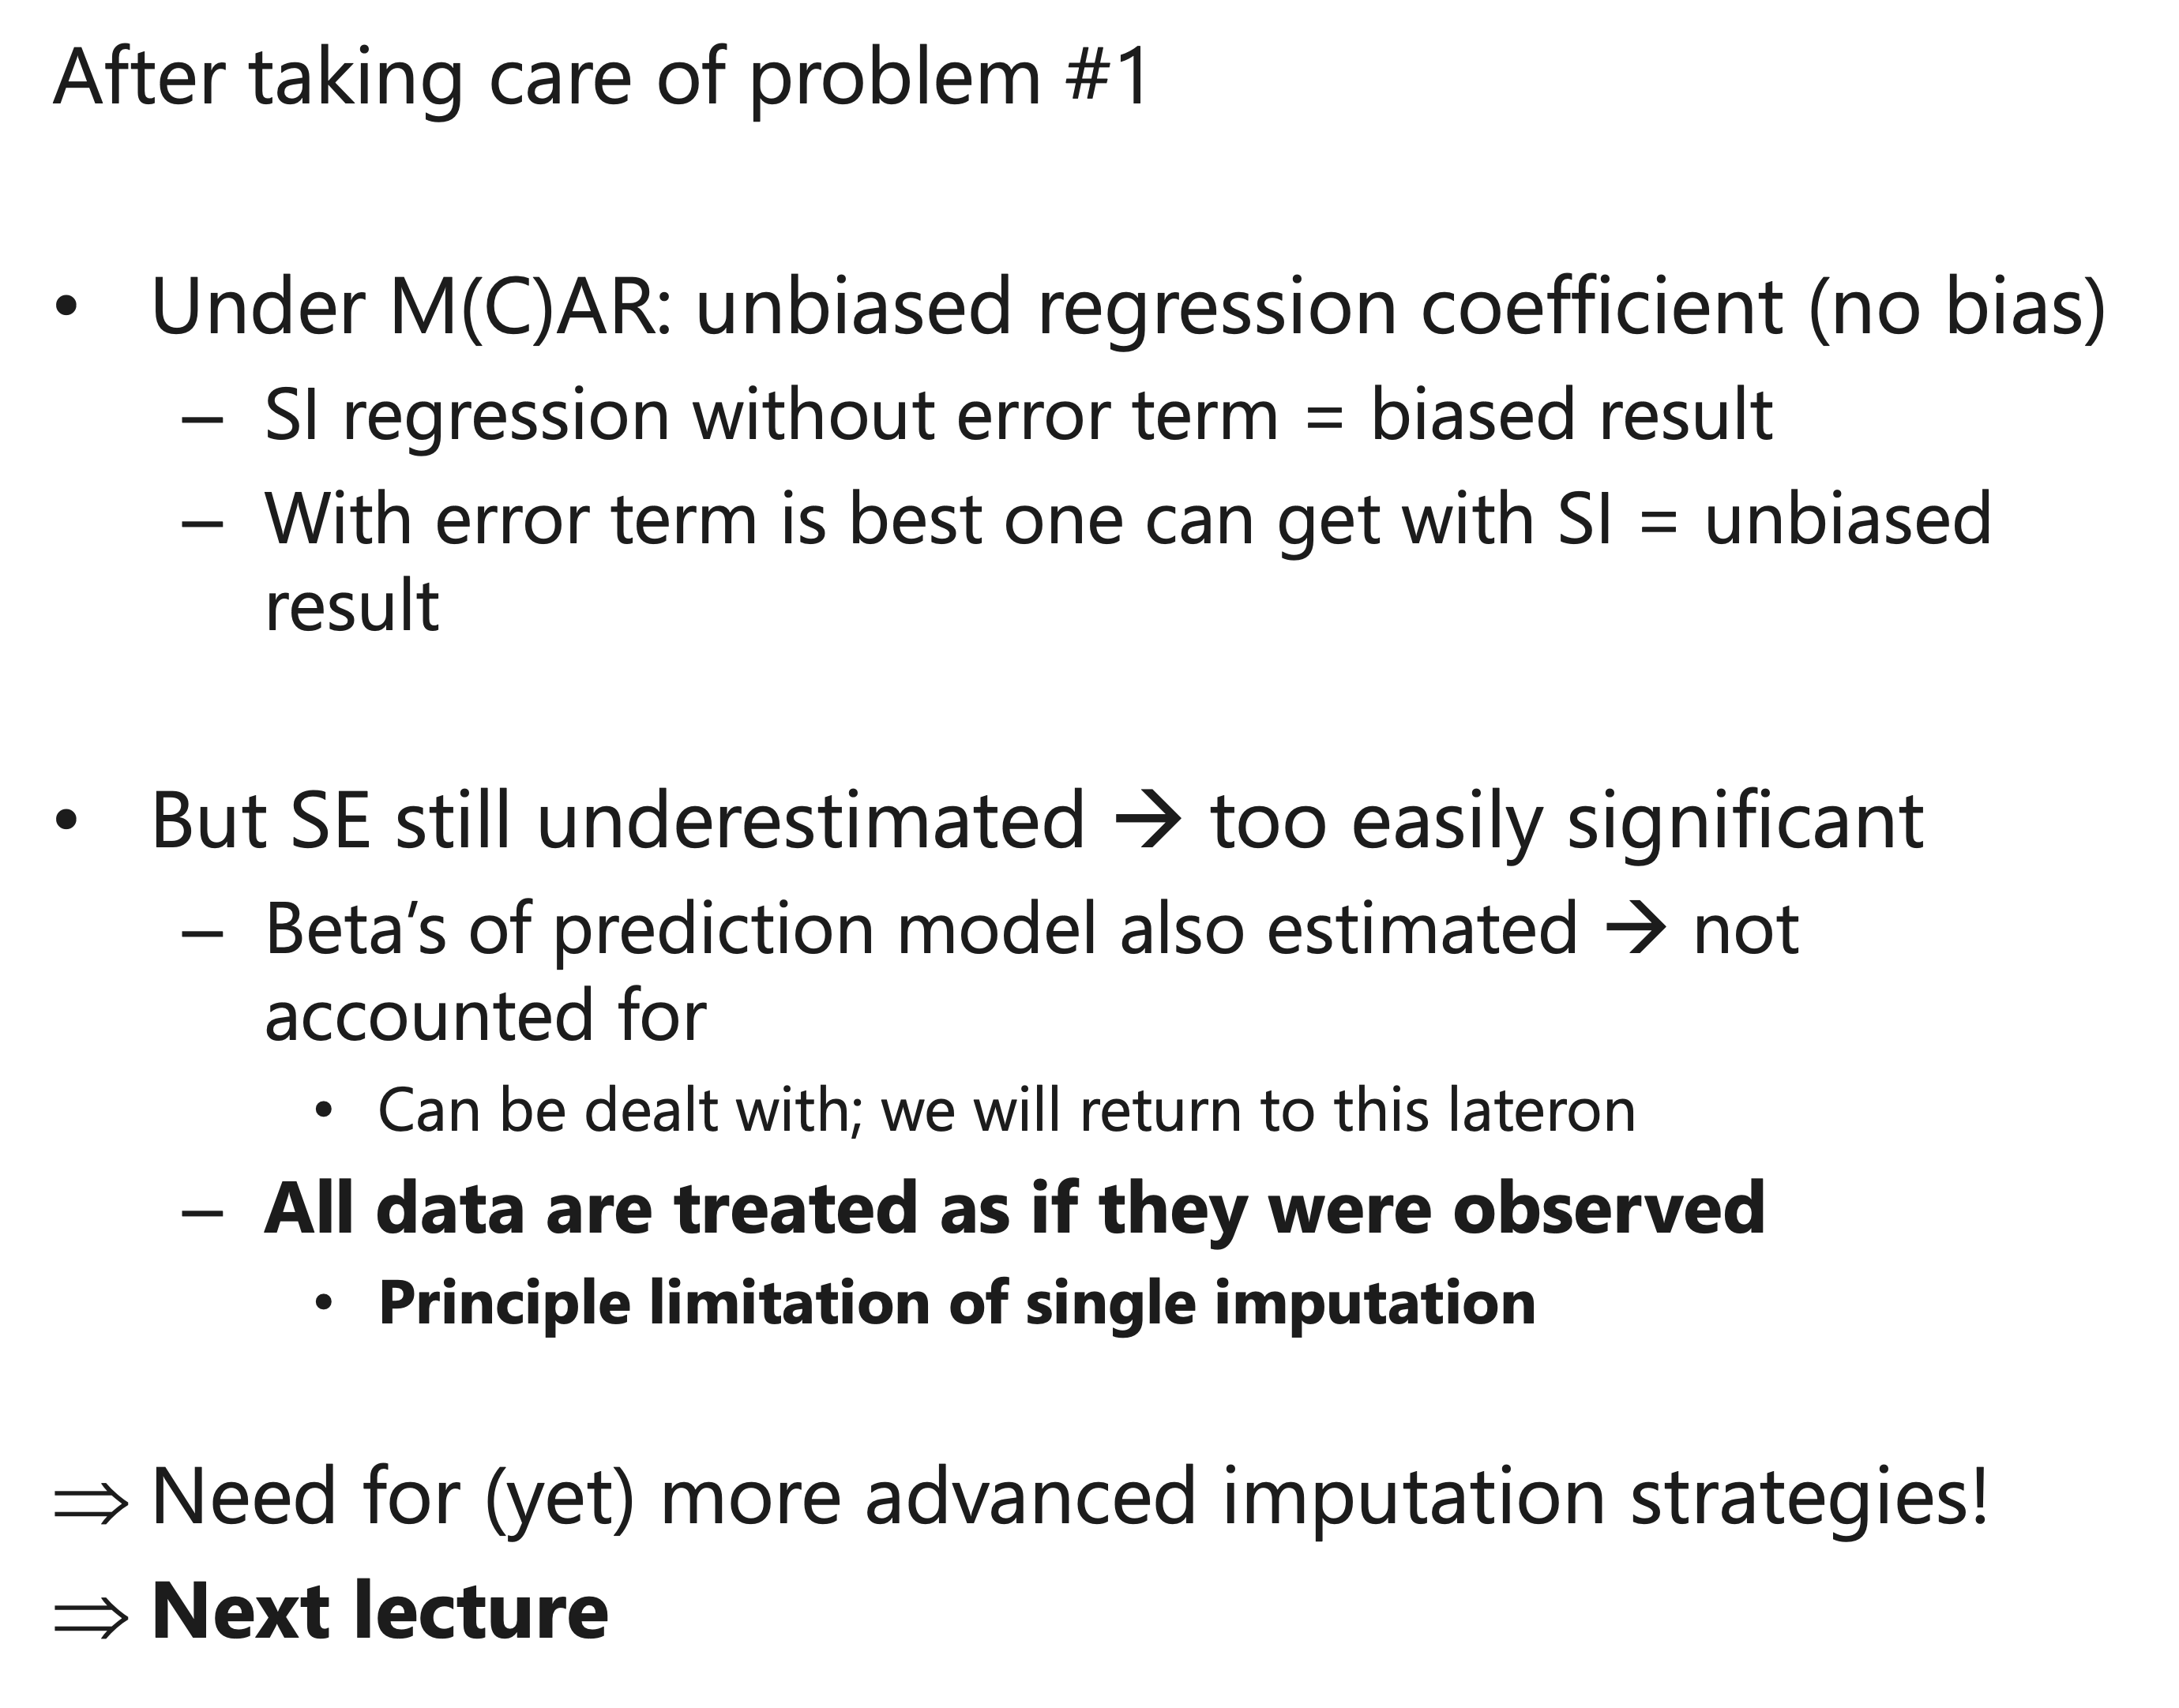 After taking care of problem #1
• Under M(C)AR: unbiased regression coefficient (no bias)
– SI regression without error term = biased result
– With error term is best one can get with SI = unbiased
result
• But SE still underestimated → too easily significant
– Beta’s of prediction model also estimated → not
accounted for
• Can be dealt with; we will return to this lateron
– All data are treated as if they were observed
• Principle limitation of single imputation
⇒ Need for (yet) more advanced imputation strategies!
⇒ Next lecture